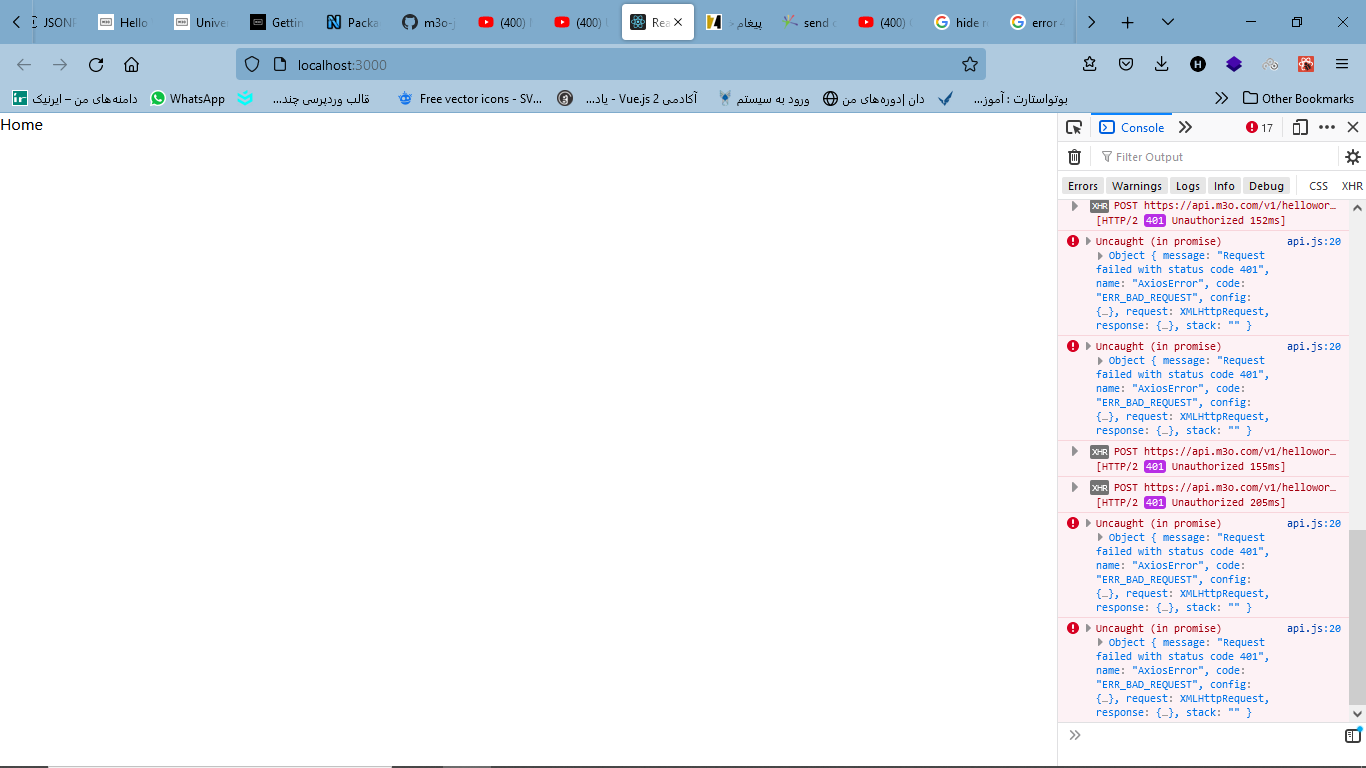 JSONP
Hello
Univer
Gettin
Packa
m3o-j
(400)
(400)
Rea
پیغام
send
(400)
hide r
error 4
localhost:3000
دامنه‌های من – ایرنیک
WhatsApp
قالب وردپرسی چند...
Free vector icons - SV...
آکادمی Vue.js 2 - یاد...
ورود به سیستم
دان |دوره‌های من
بوتواستارت : آموز...
Other Bookmarks
Home
Console
17
Filter Output
Errors
Warnings
Logs
Info
Debug
CSS
XHR
XHR POST https://api.m3o.com/v1/hellowor…
[HTTP/2 401 Unauthorized 152ms]
Uncaught (in promise) api.js:20
Object { message: "Request
failed with status code 401",
name: "AxiosError", code:
"ERR_BAD_REQUEST", config:
{…}, request: XMLHttpRequest,
response: {…}, stack: "" }
Uncaught (in promise) api.js:20
Object { message: "Request
failed with status code 401",
name: "AxiosError", code:
"ERR_BAD_REQUEST", config:
{…}, request: XMLHttpRequest,
response: {…}, stack: "" }
XHR POST https://api.m3o.com/v1/hellowor…
[HTTP/2 401 Unauthorized 155ms]
XHR POST https://api.m3o.com/v1/hellowor…
[HTTP/2 401 Unauthorized 205ms]
Uncaught (in promise) api.js:20
Object { message: "Request
failed with status code 401",
name: "AxiosError", code:
"ERR_BAD_REQUEST", config:
{…}, request: XMLHttpRequest,
response: {…}, stack: "" }
Uncaught (in promise) api.js:20
Object { message: "Request
failed with status code 401",
name: "AxiosError", code:
"ERR_BAD_REQUEST", config:
{…}, request: XMLHttpRequest,
response: {…}, stack: "" }